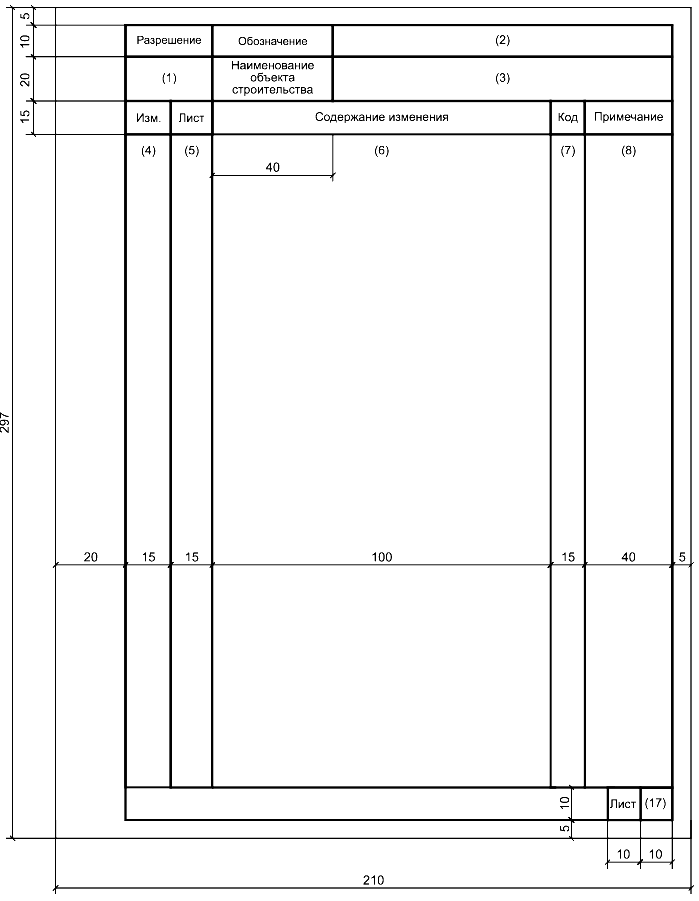 5
10
20
15
Разрешение
Обозначение
(2)
(1)
Наименование
объекта
строительства
(3)
Изм.
Лист
Содержание изменения
Код
Примечание
(4)
(5)
(6)
(7)
(8)
40
297
20
15
15
100
15
40
5
10
Лист
(17)
5
10
10
210